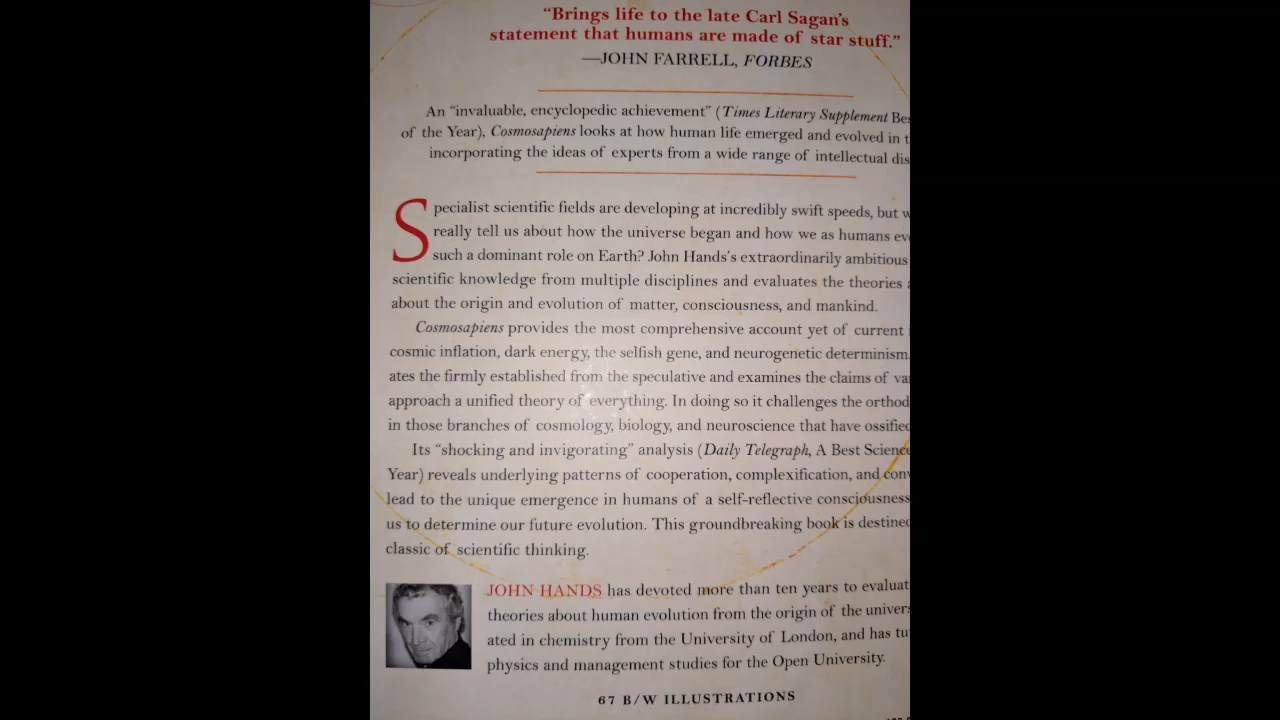 “Brings life to the late Carl Sagan’s
statement that humans are made of star stuff.”
—JOHN FARRELL, FORBES
An “invaluable, encyclopedic achievement” (Times Literary Supplement
of the Year), Cosmosapiens looks at how human life emerged and evolved in
incorporating the ideas of experts from a wide range of intellectual
Specialist scientific fields are developing at incredibly swift speeds, but
really tell us about how the universe began and how we as humans
such a dominant role on Earth? John Hands’s extraordinarily ambitious
scientific knowledge from multiple disciplines and evaluates the theories
about the origin and evolution of matter, consciousness, and mankind.
Cosmosapiens provides the most comprehensive account yet of current
cosmic inflation, dark energy, the selfish gene, and neurogenetic determinism.
ates the firmly established from the speculative and examines the claims of
approach a unified theory of everything. In doing so it challenges the
in those branches of cosmology, biology, and neuroscience that have
Its “shocking and invigorating” analysis (Daily Telegraph, A Best Science
Year) reveals underlying patterns of cooperation, complexification, and
lead to the unique emergence in humans of a self-reflective consciousness
us to determine our future evolution. This groundbreaking book is destined
classic of scientific thinking.
JOHN HANDS has devoted more than ten years to
theories about human evolution from the origin of the
ated in chemistry from the University of London, and has
physics and management studies for the Open University.
67 B/W ILLUSTRATIONS